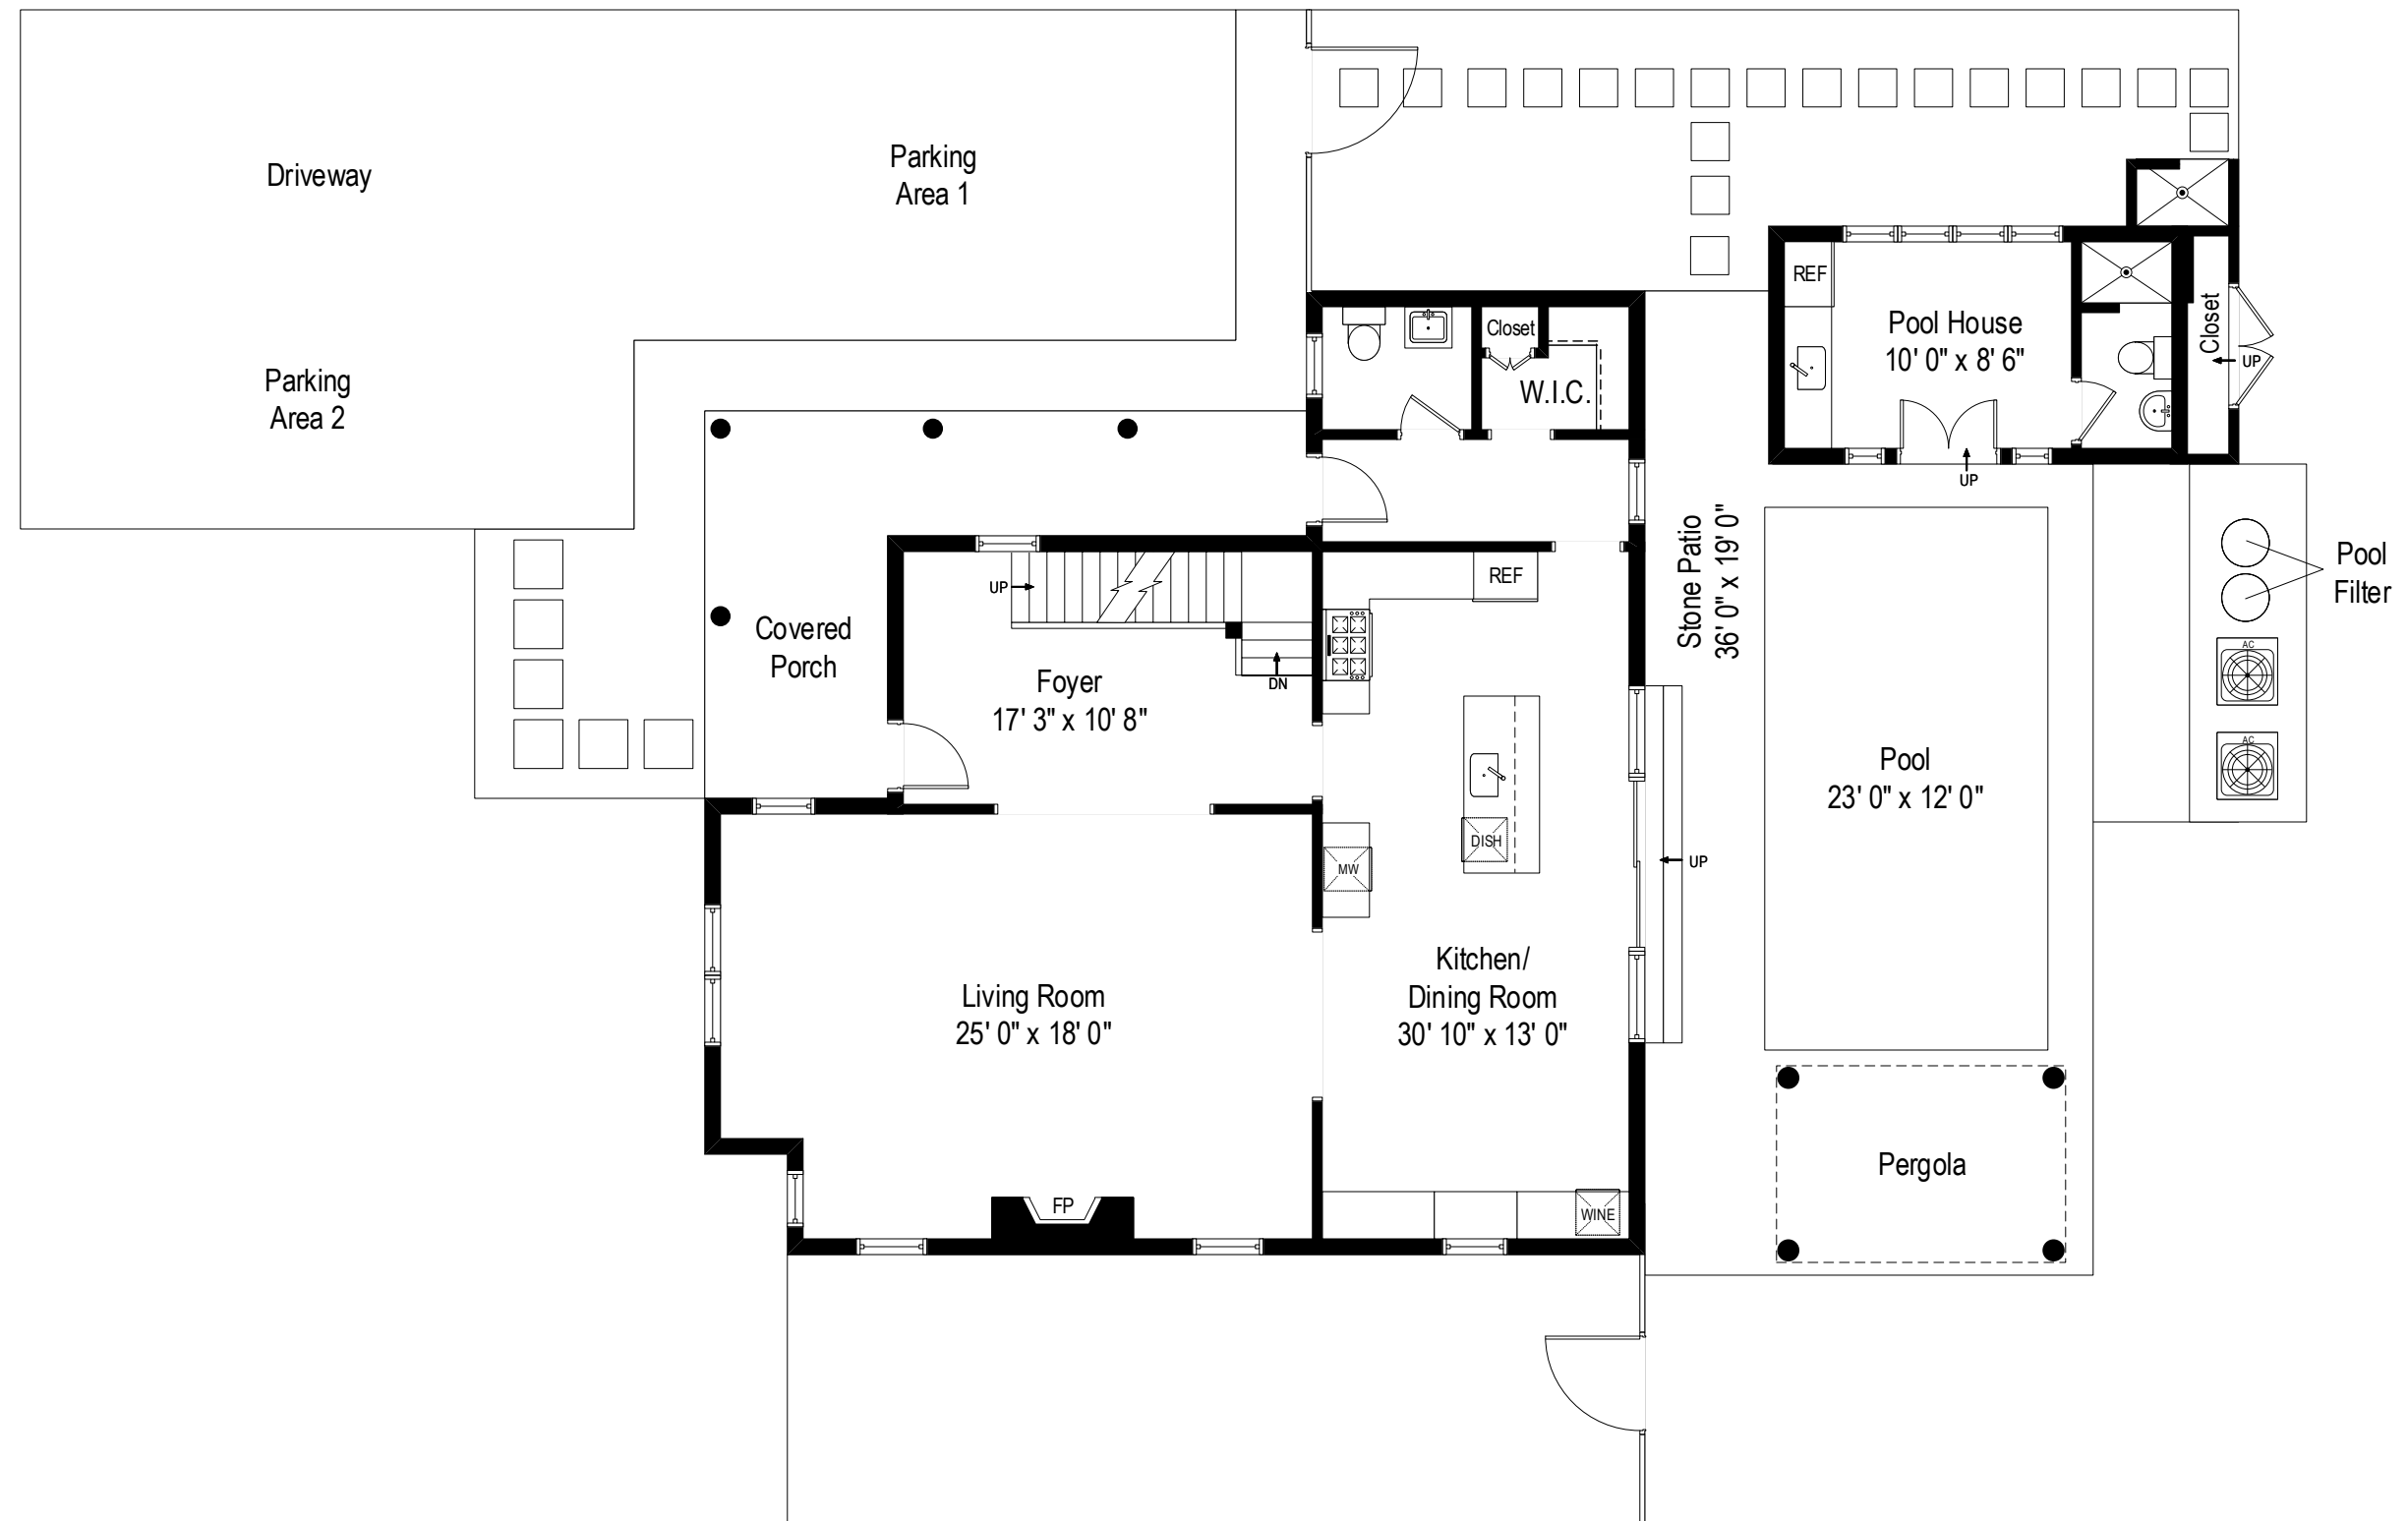 Driveway
Parking
Area 1
Parking
Area 2
REF
Pool House
10' 0" x 8' 6"
UP
Closet
UP
Closet
W.I.C.
Stone Patio
36' 0" x 19' 0"
Pool
Filter
AC
AC
Covered
Porch
UP
Foyer
17' 3" x 10' 8"
DN
REF
DISH
MW
UP
Pool
23' 0" x 12' 0"
Living Room
25' 0" x 18' 0"
Kitchen/
Dining Room
30' 10" x 13' 0"
Pergola
FP
WINE